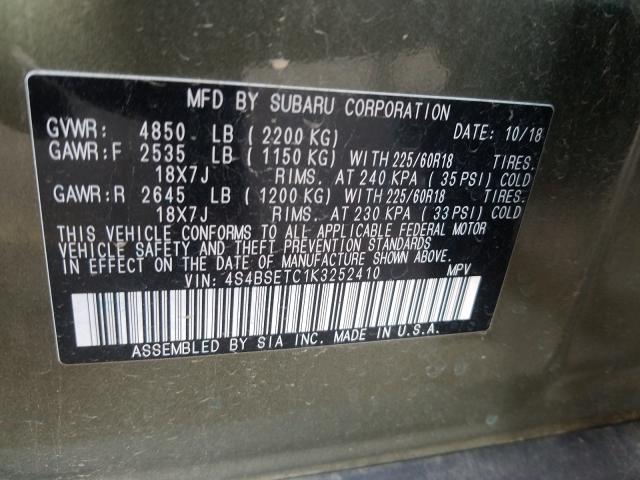 MFD BY SUBARU CORPORATION
GVWR: 4850 LB (2200 KG) DATE: 10/18
GAWR:F 2535 LB (1150 KG) WITH 225/60R18 TIRES.
18X7J RIMS. AT 240 KPA (35 PSI) COLD
GAWR:R 2645 LB (1200 KG) WITH 225/60R18 TIRES.
18X7J RIMS. AT 230 KPA (33 PSI) COLD
THIS VEHICLE CONFORMS TO ALL APPLICABLE FEDERAL MOTOR
VEHICLE SAFETY AND THEFT PREVENTION STANDARDS
IN EFFECT ON THE DATE OF MANUFACTURE SHOWN ABOVE.
VIN: 4S4BSETC1K3252410 MPV
ASSEMBLED BY SIA INC. MADE IN U.S.A.